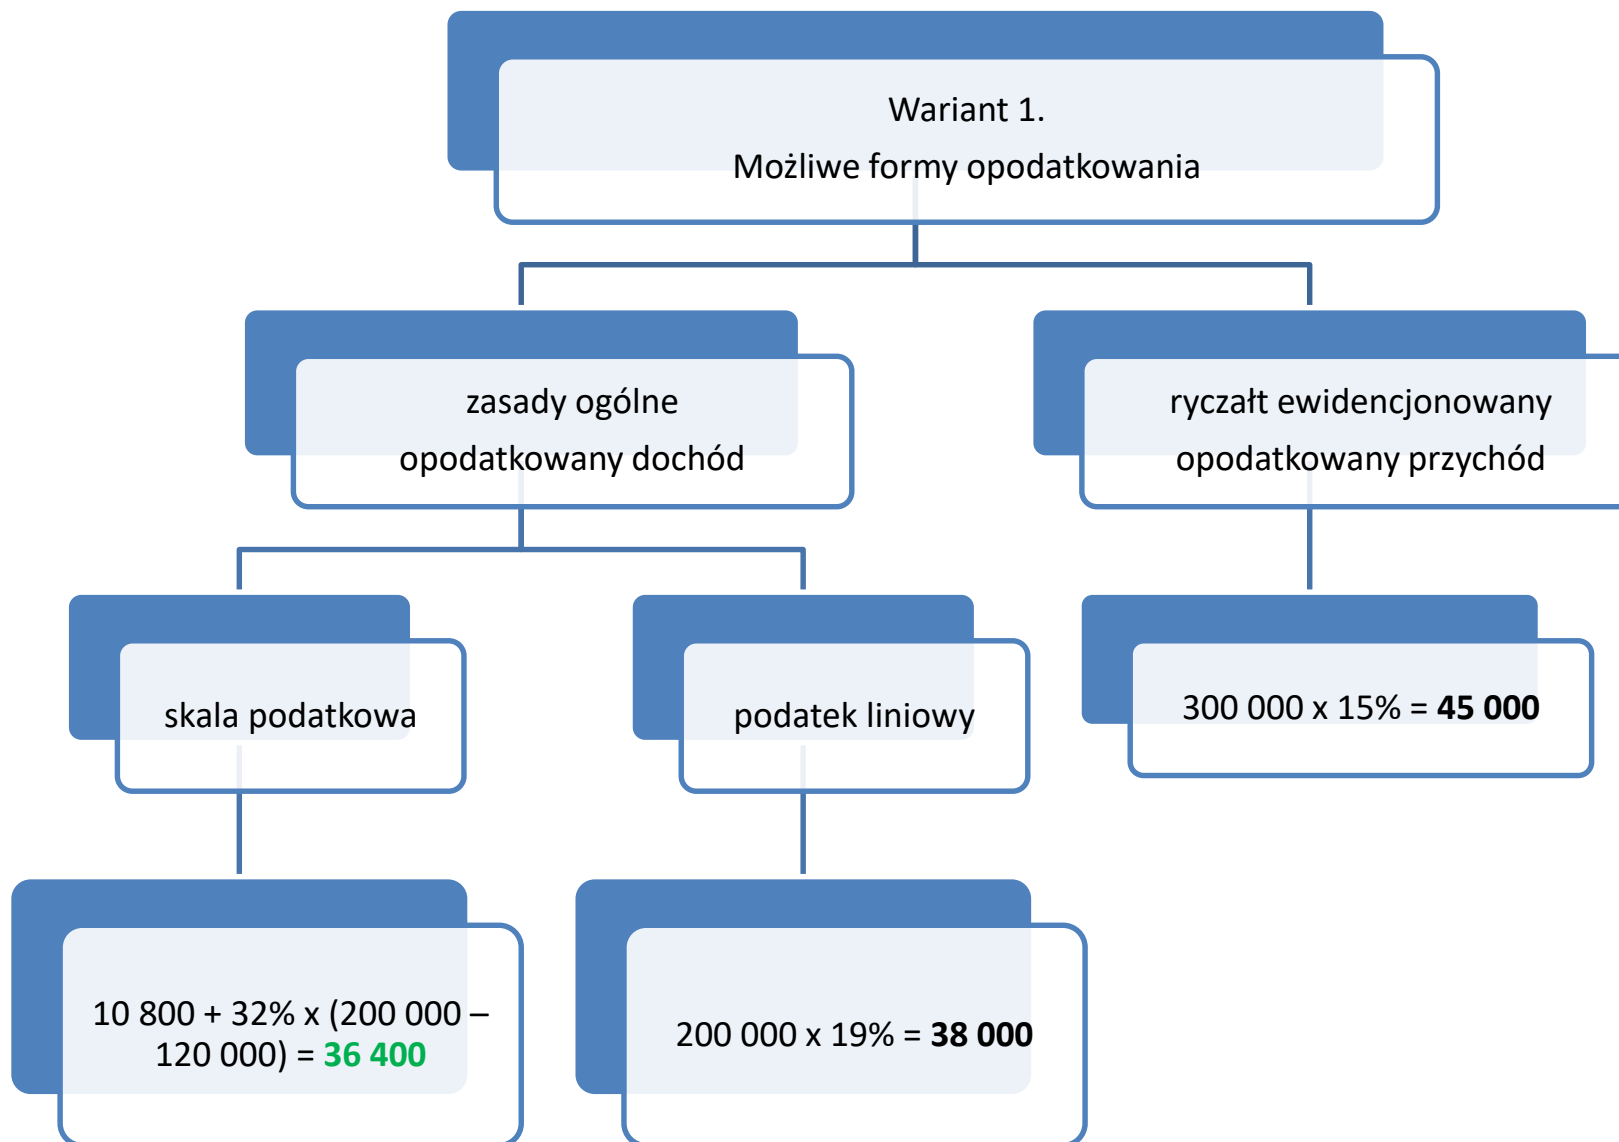 Wariant 1.
Możliwe formy opodatkowania
zasady ogólne
opodatkowany dochód
ryczałt ewidencjonowany
opodatkowany przychód
skala podatkowa
podatek liniowy
300 000 x 15% = 45 000
10 800 + 32% x (200 000 –
120 000) = 36 400
200 000 x 19% = 38 000